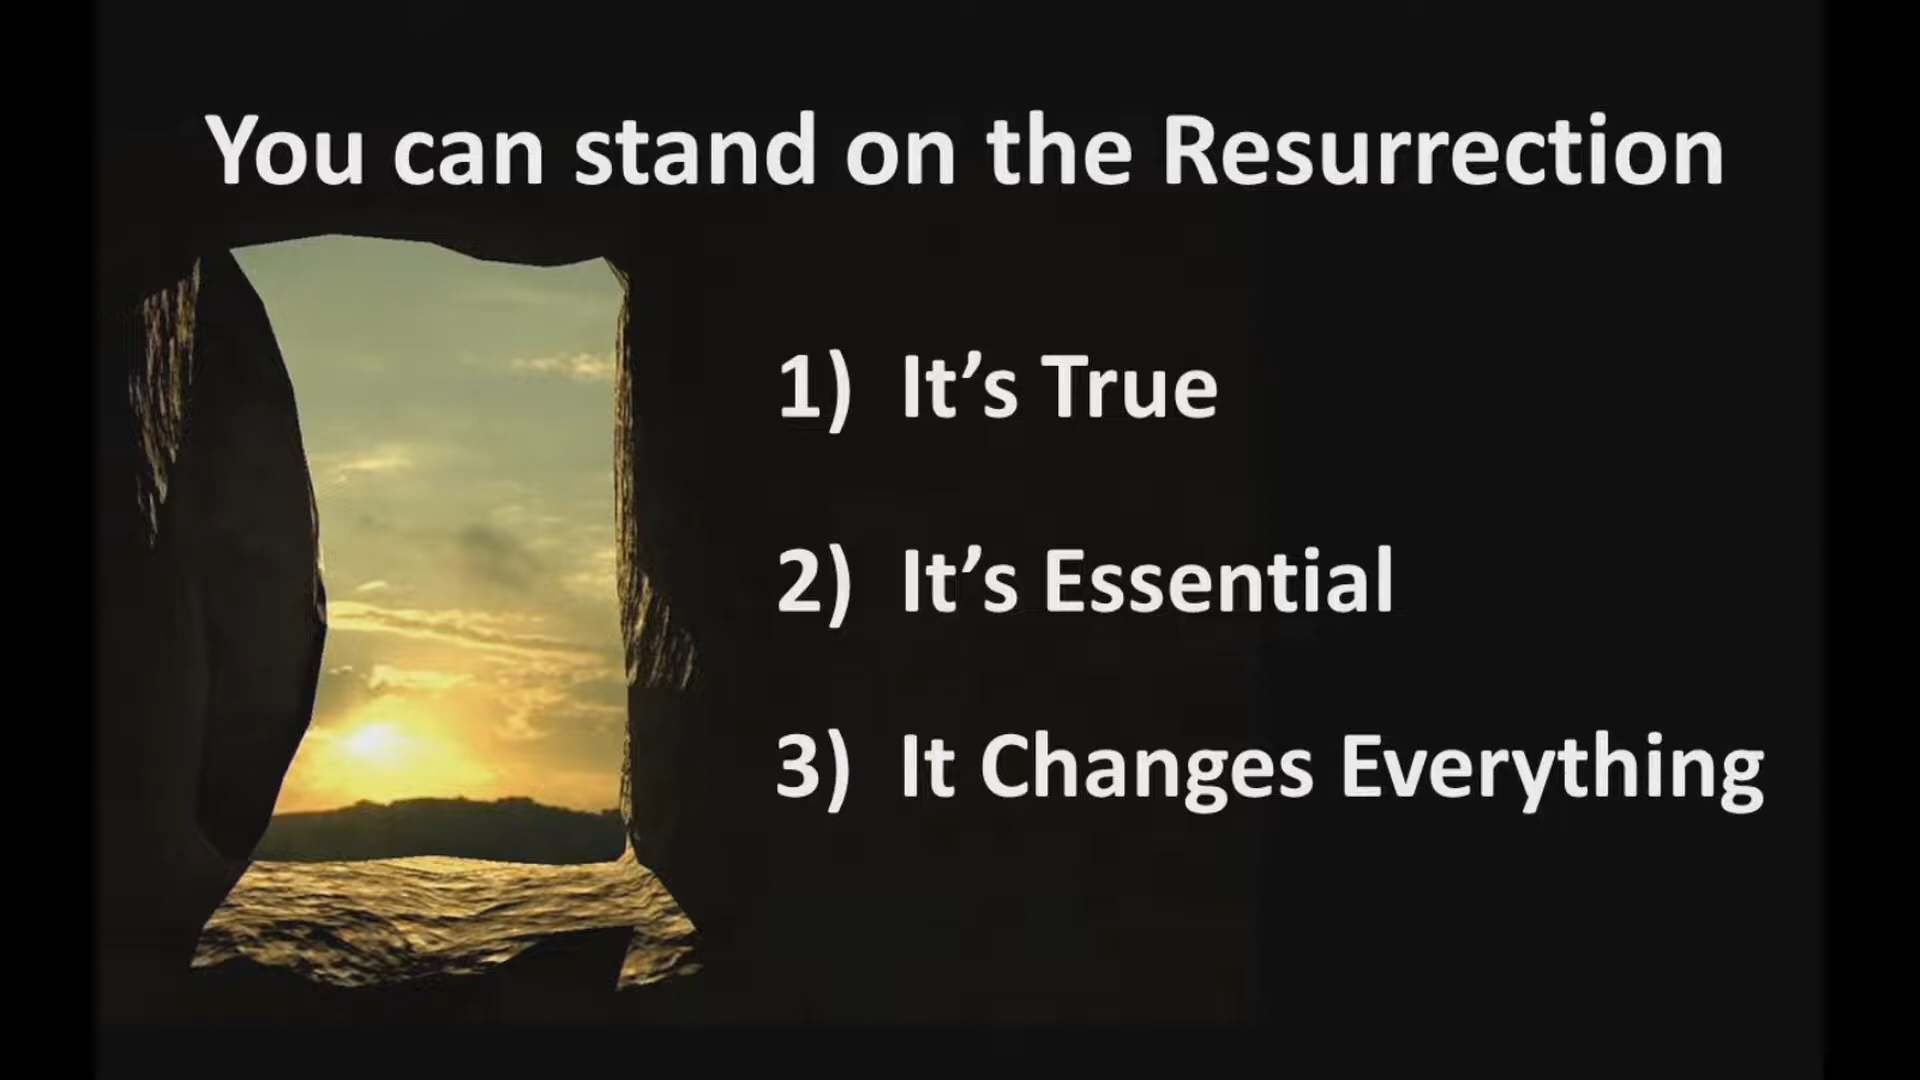 You can stand on the Resurrection
1) It’s True
2) It’s Essential
3) It Changes Everything